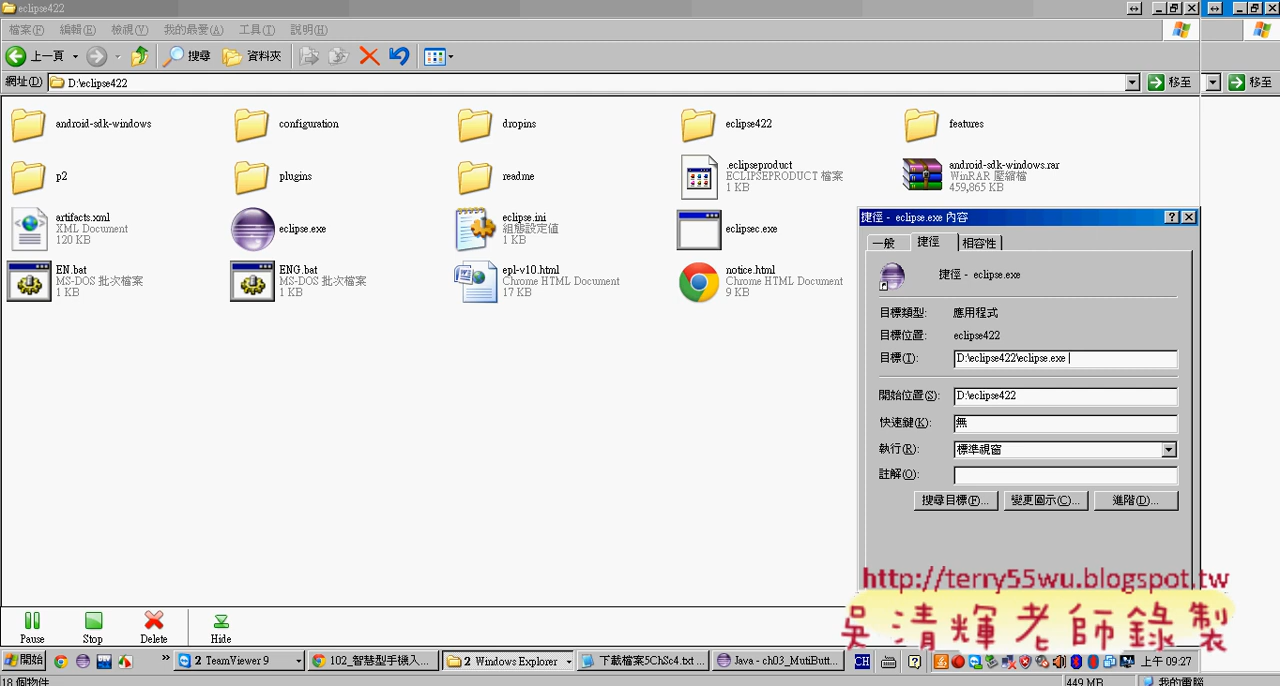 eclipse422
檔案(F) 編輯(E) 檢視(V) 我的最愛(A) 工具(T) 說明(H)
上一頁 搜尋 資料夾
網址(D) D:\eclipse422 移至 移至
android-sdk-windows configuration dropins eclipse422 features
p2 plugins readme
.eclipseproduct
ECLIPSEPRODUCT 檔案
1 KB
android-sdk-windows.rar
WinRAR 壓縮檔
459,865 KB
artifacts.xml
XML Document
120 KB
eclipse.exe
eclipse.ini
組態設定值
1 KB
eclipsec.exe
EN.bat
MS-DOS 批次檔案
1 KB
ENG.bat
MS-DOS 批次檔案
1 KB
epl-v10.html
Chrome HTML Document
17 KB
notice.html
Chrome HTML Document
9 KB
捷徑 - eclipse.exe 內容
一般 捷徑 相容性
捷徑 - eclipse.exe
目標類型: 應用程式
目標位置: eclipse422
目標(T): D:\eclipse422\eclipse.exe
開始位置(S): D:\eclipse422
快速鍵(K): 無
執行(R): 標準視窗
註解(O):
搜尋目標(F)... 變更圖示(C)... 進階(D)...
http://terry55wu.blogspot.tw
吳清輝老師錄製
Pause Stop Delete Hide
開始 » 2 TeamViewer 9 102_智慧型手機入... 2 Windows Explorer 下載檔案5ChSc4.txt ... Java - ch03_MutiButt... CH 上午 09:27
18 個物件 449 MB 我的電腦